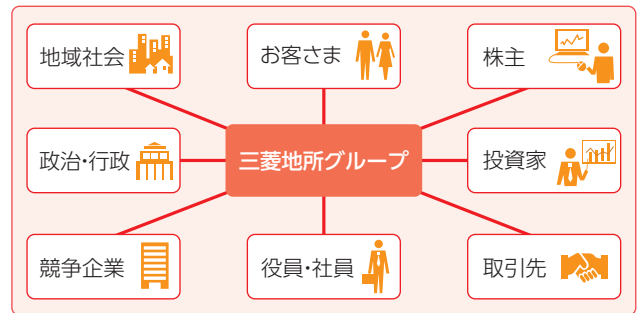 地域社会
お客さま
株主
政治・行政
三菱地所グループ
投資家
競争企業
役員・社員
取引先